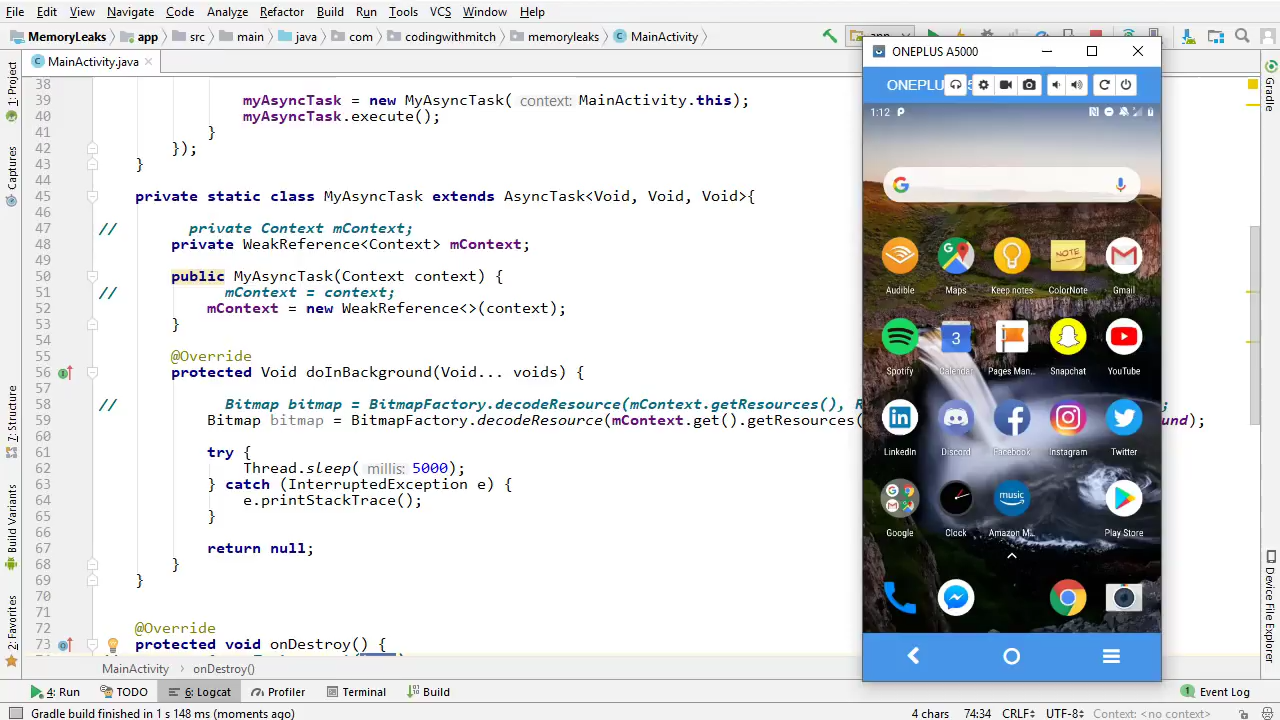 File Edit View Navigate Code Analyze Refactor Build Run Tools VCS Window Help
MemoryLeaks app src main java com codingwithmitch memoryleaks MainActivity app
MainActivity.java
1: Project
Captures
7: Structure
Build Variants
2: Favorites
38
39 myAsyncTask = new MyAsyncTask( context: MainActivity.this);
40 myAsyncTask.execute();
41 }
42 });
43 }
44
45 private static class MyAsyncTask extends AsyncTask<Void, Void, Void>{
46
47 // private Context mContext;
48 private WeakReference<Context> mContext;
49
50 public MyAsyncTask(Context context) {
51 // mContext = context;
52 mContext = new WeakReference<>(context);
53 }
54
55 @Override
56 protected Void doInBackground(Void... voids) {
57
58 // Bitmap bitmap = BitmapFactory.decodeResource(mContext.getResources(), R ;
59 Bitmap bitmap = BitmapFactory.decodeResource(mContext.get().getResources( und);
60
61 try {
62 Thread.sleep( millis: 5000);
63 } catch (InterruptedException e) {
64 e.printStackTrace();
65 }
66
67 return null;
68 }
69 }
70
71
72 @Override
73 protected void onDestroy() {
MainActivity › onDestroy()
4: Run TODO 6: Logcat Profiler Terminal Build 1 Event Log
Gradle build finished in 1 s 148 ms (moments ago) 4 chars 74:34 CRLF UTF-8 Context: <no context>
ONEPLUS A5000
ONEPLU
1:12
Audible Maps Keep notes ColorNote Gmail
NOTE
3
Spotify Calendar Pages Man... Snapchat YouTube
LinkedIn Discord Facebook Instagram Twitter
music
Google Clock Amazon M... Play Store
Gradle
Device File Explorer